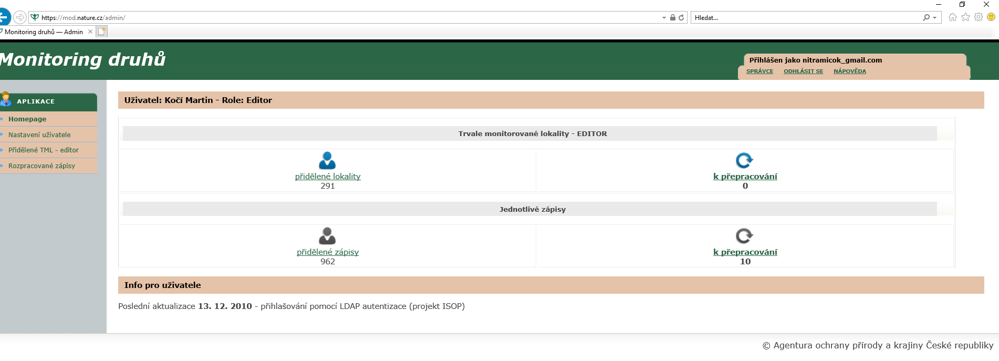 https://mod.nature.cz/admin/
Hledat...
Monitoring druhů — Admin
Monitoring druhů
Přihlášen jako nitramicok_gmail.com
SPRÁVCE ODHLÁSIT SE NÁPOVĚDA
APLIKACE
Homepage
Nastavení uživatele
Přidělené TML - editor
Rozpracované zápisy
Uživatel: Kočí Martin - Role: Editor
Trvale monitorované lokality - EDITOR
přidělené lokality
291
k přepracování
0
Jednotlivé zápisy
přidělené zápisy
962
k přepracování
10
Info pro uživatele
Poslední aktualizace 13. 12. 2010 - přihlašování pomocí LDAP autentizace (projekt ISOP)
© Agentura ochrany přírody a krajiny České republiky